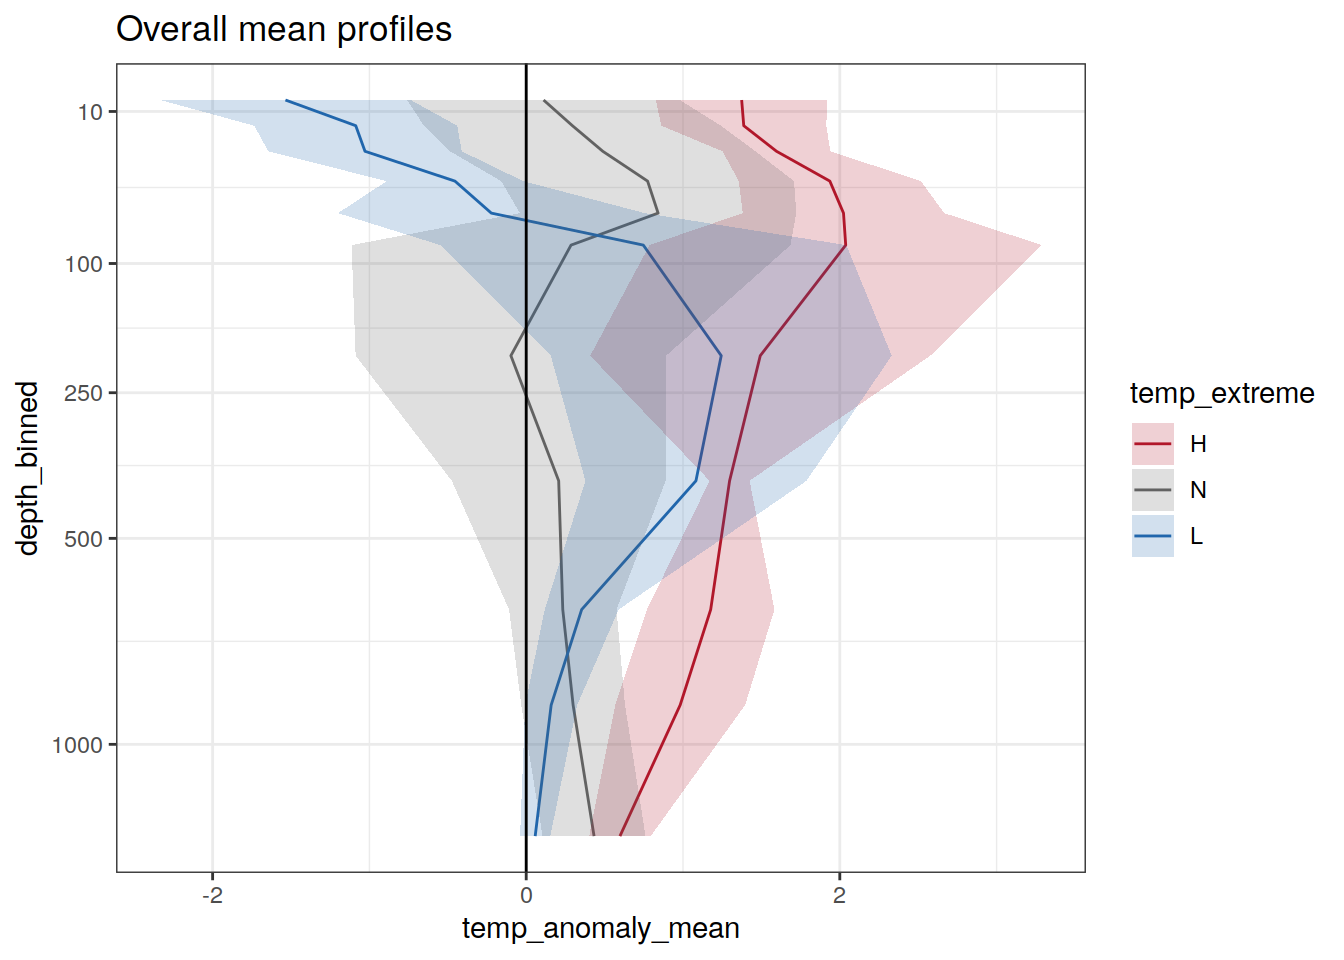 Overall mean profiles
10
100
250
500
1000
depth_binned
-2
0
2
temp_anomaly_mean
temp_extreme
H
N
L